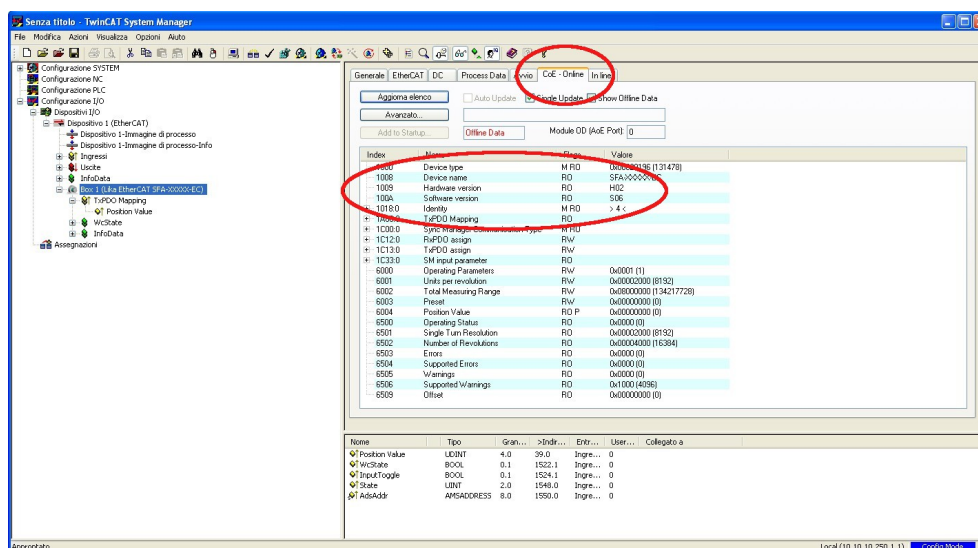 Senza titolo - TwinCAT System Manager
File Modifica Azioni Visualizza Opzioni Aiuto
Configurazione SYSTEM
Configurazione NC
Configurazione PLC
Configurazione I/O
Dispositivi I/O
Dispositivo 1 (EtherCAT)
Dispositivo 1-Immagine di processo
Dispositivo 1-Immagine di processo-Info
Ingressi
Uscite
InfoData
Box 1 (Lika EtherCAT SFA-XXXXX-EC)
TxPDO Mapping
Position Value
WcState
InfoData
Assegnazioni
Generale EtherCAT DC Process Data Avvio CoE - Online In linea
Aggiorna elenco Auto Update Single Update Show Offline Data
Avanzato...
Add to Startup... Offline Data Module OD (AoE Port): 0
Index Name Flags Valore
1000 Device type M RO (131478)
1008 Device name RO
1009 Hardware version RO H02
100A Software version RO S06
1018:0 Identity M RO > 4 <
1A00:0 TxPDO Mapping RO
1C00:0 Sync Manager Communication Type M RO
1C12:0 RxPDO assign RW
1C13:0 TxPDO assign RW
1C33:0 SM input parameter RO
6000 Operating Parameters RW 0x0001 (1)
6001 Units per revolution RW 0x00002000 (8192)
6002 Total Measuring Range RW 0x08000000 (134217728)
6003 Preset RW 0x00000000 (0)
6004 Position Value RO P 0x00000000 (0)
6500 Operating Status RO 0x0000 (0)
6501 Single Turn Resolution RO 0x00002000 (8192)
6502 Number of Revolutions RO 0x00004000 (16384)
6503 Errors RO 0x0000 (0)
6504 Supported Errors RO 0x0000 (0)
6505 Warnings RO 0x0000 (0)
6506 Supported Warnings RO 0x1000 (4096)
6509 Offset RO 0x00000000 (0)
Nome Tipo Gran... >Indir... Entr... User... Collegato a
Position Value UDINT 4.0 39.0 Ingre... 0
WcState BOOL 0.1 1522.1 Ingre... 0
InputToggle BOOL 0.1 1524.1 Ingre... 0
State UINT 2.0 1548.0 Ingre... 0
AdsAddr AMSADDRESS 8.0 1550.0 Ingre... 0
Approntato Local (10.10.10.250.1.1) Config Mode